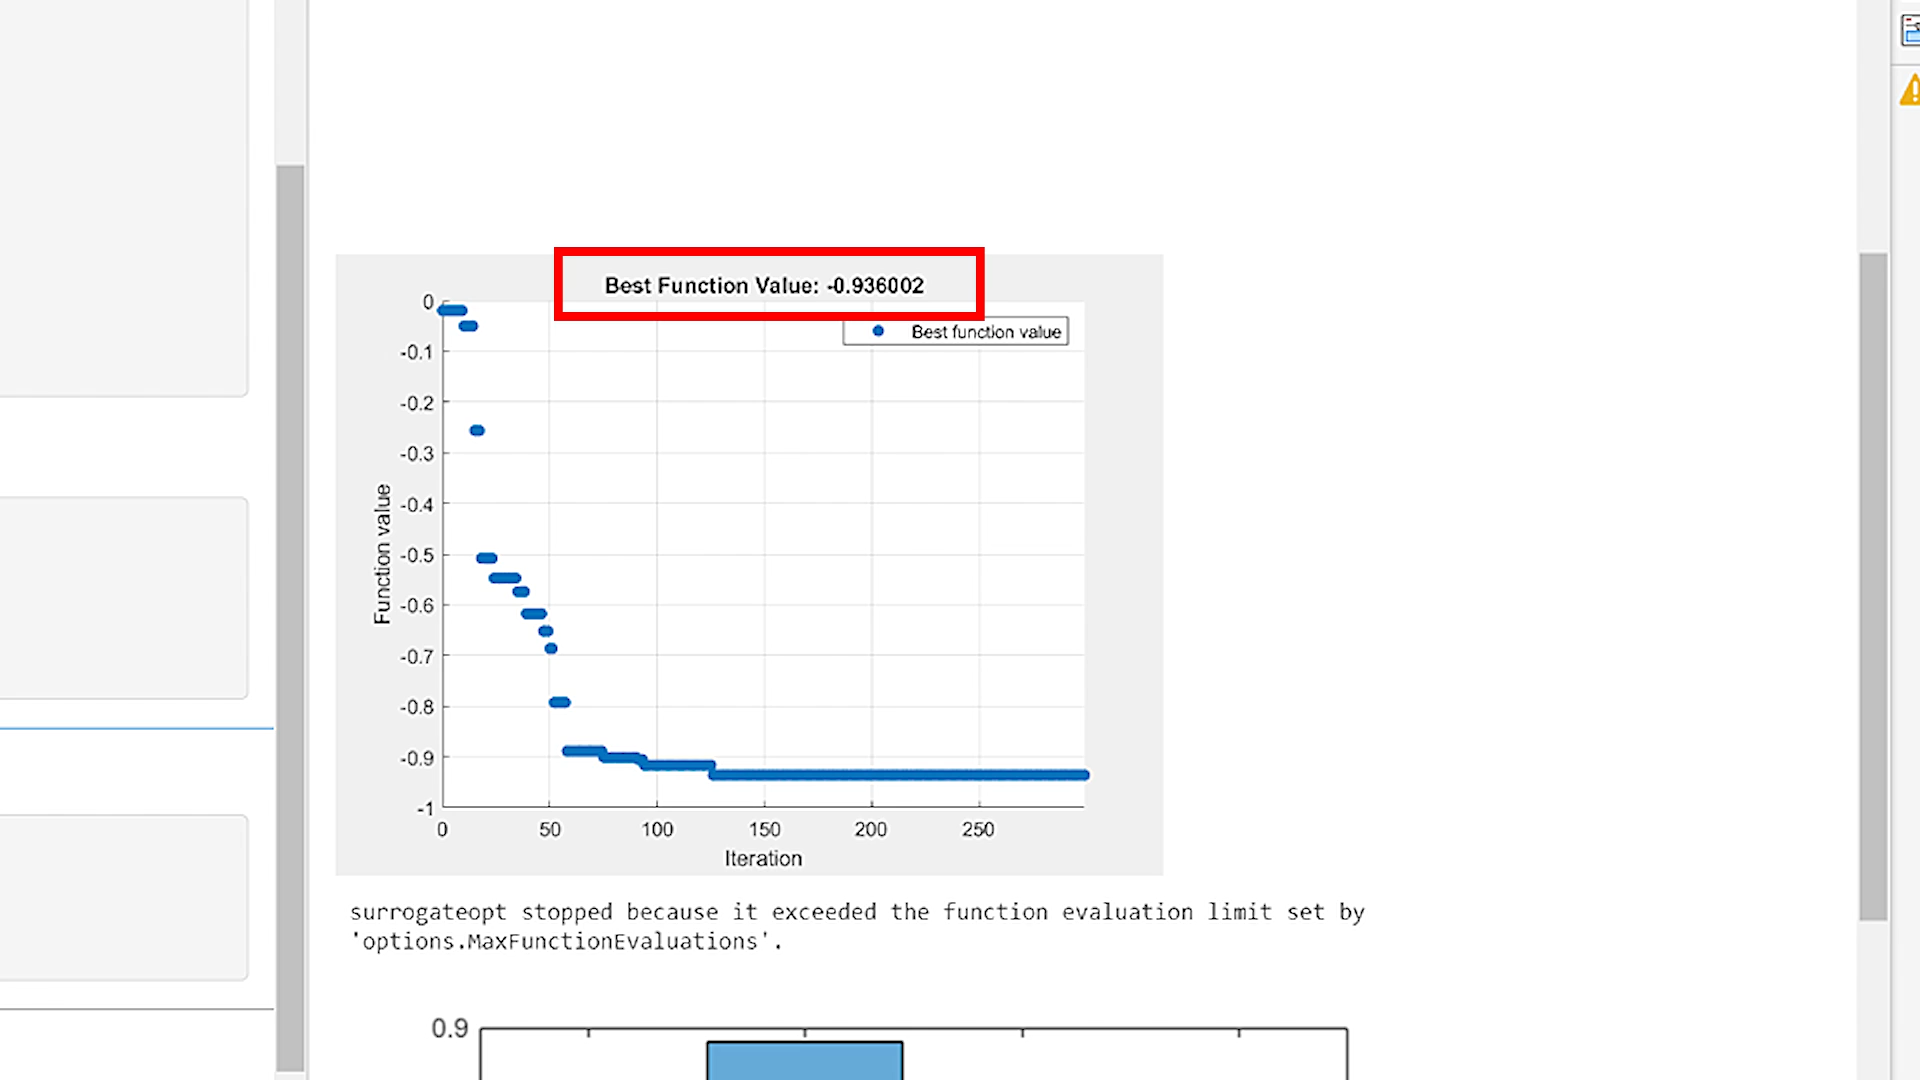 Best Function Value: -0.936002
Best function value
0
-0.1
-0.2
-0.3
-0.4
-0.5
-0.6
-0.7
-0.8
-0.9
-1
Function value
0 50 100 150 200 250
Iteration
surrogateopt stopped because it exceeded the function evaluation limit set by
'options.MaxFunctionEvaluations'.
0.9